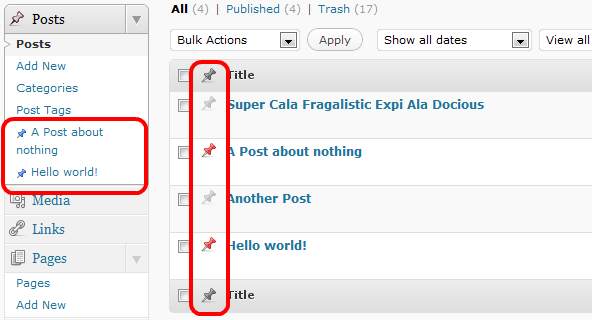 Posts
Posts
Add New
Categories
Post Tags
A Post about
nothing
Hello world!
Media
Links
Pages
Pages
Add New
All (4) | Published (4) | Trash (17)
Bulk Actions Apply Show all dates View all
Title
Super Cala Fragalistic Expi Ala Docious
A Post about nothing
Another Post
Hello world!
Title